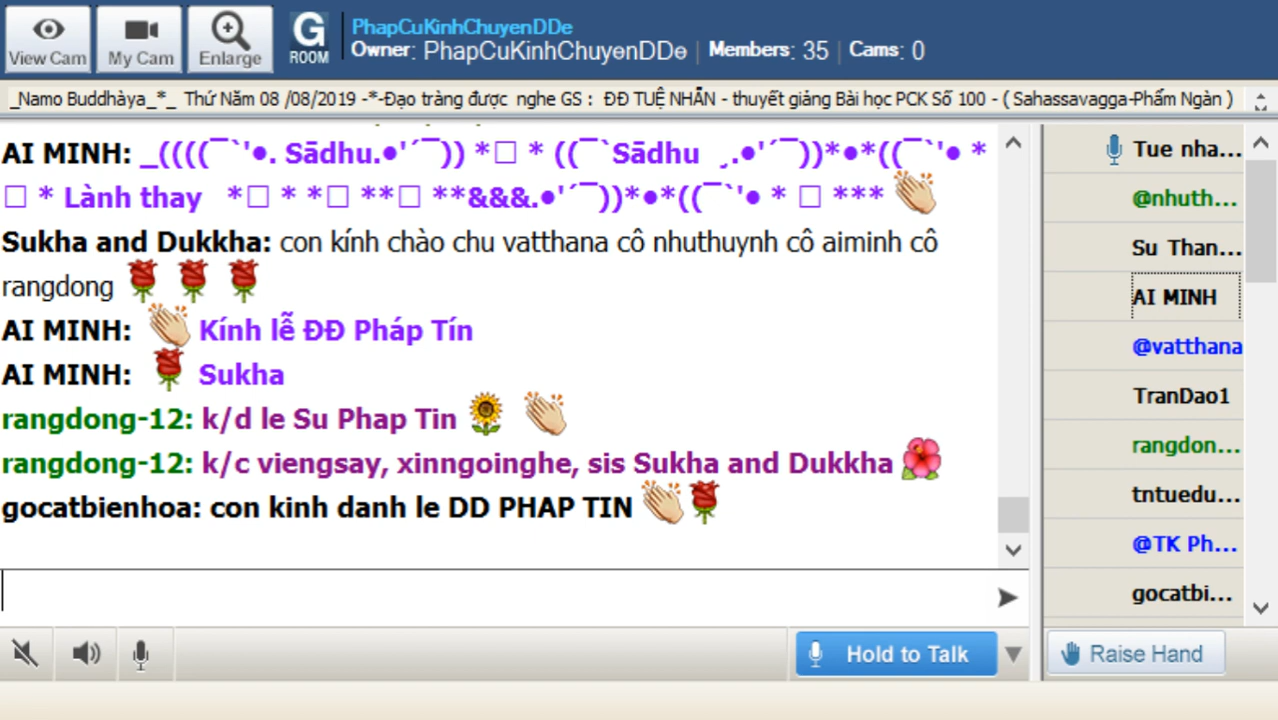 View Cam
My Cam
Enlarge
G
ROOM
PhapCuKinhChuyenDDe
Owner: PhapCuKinhChuyenDDe | Members: 35 | Cams: 0
_Namo Buddhàya_*_ Thứ Năm 08 /08/2019 -*-Đạo tràng được nghe GS : ĐĐ TUỆ NHẪN - thuyết giảng Bài học PCK Số 100 - ( Sahassavagga-Phẩm Ngàn )
AI MINH: _((((¯`'•. Sādhu.•'´¯)) *□ * ((¯`Sādhu ¸.•'´¯))*•*((¯`'• *
□ * Lành thay *□ * *□ **□ **&&&.•'´¯))*•*((¯`'• * □ ***
Sukha and Dukkha: con kính chào chu vatthana cô nhuthuynh cô aiminh cô
rangdong
AI MINH: Kính lễ ĐĐ Pháp Tín
AI MINH: Sukha
rangdong-12: k/d le Su Phap Tin
rangdong-12: k/c viengsay, xinngoinghe, sis Sukha and Dukkha
gocatbienhoa: con kinh danh le DD PHAP TIN
Tue nha...
@nhuth...
Su Than...
AI MINH
@vatthana
TranDao1
rangdon...
tntuedu...
@TK Ph...
gocatbi...
Hold to Talk
Raise Hand